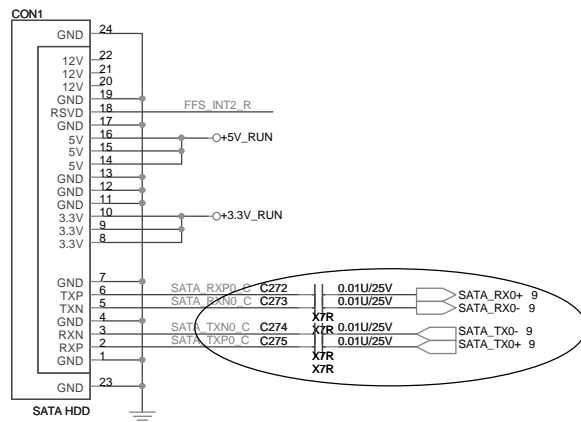 CON1
GND 24
12V 22
12V 21
12V 20
GND 19
RSVD 18 FFS_INT2_R
GND 17
5V 16 +5V_RUN
5V 15
5V 14
GND 13
GND 12
GND 11
3.3V 10 +3.3V_RUN
3.3V 9
3.3V 8
GND 7
TXP 6 SATA_RXP0_C C272 0.01U/25V SATA_RX0+ 9
TXN 5 SATA_RXN0_C C273 X7R 0.01U/25V SATA_RX0- 9
GND 4
RXN 3 SATA_TXN0_C C274 X7R 0.01U/25V SATA_TX0- 9
RXP 2 SATA_TXP0_C C275 0.01U/25V SATA_TX0+ 9
GND 1 X7R
X7R
GND 23
SATA HDD